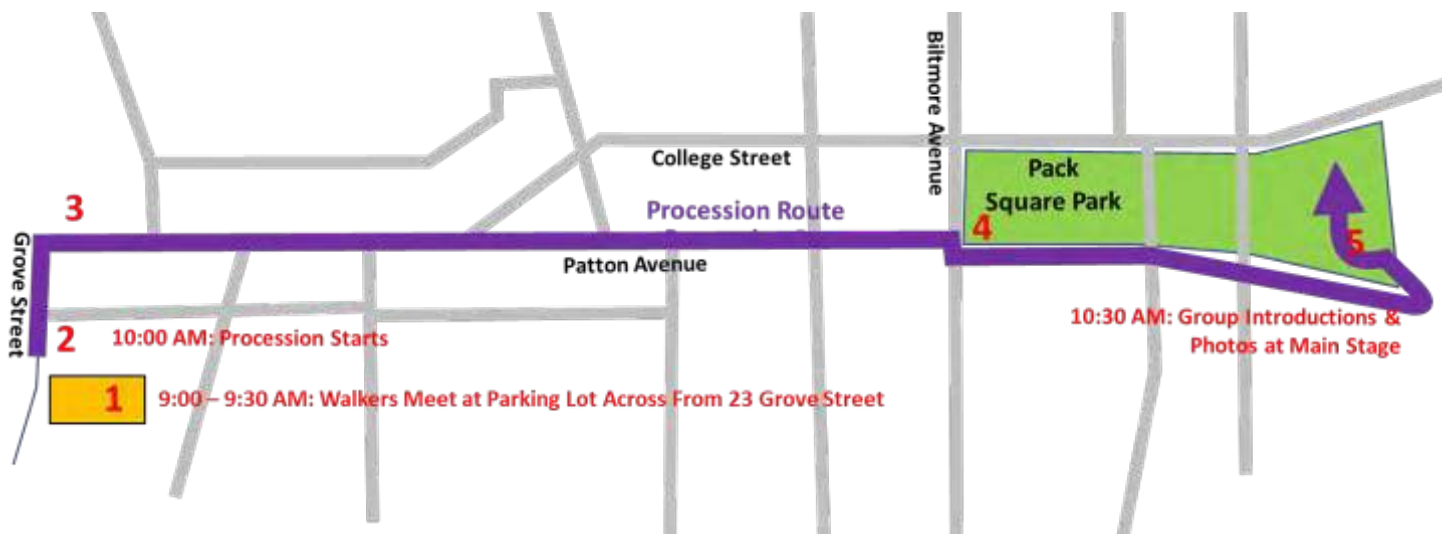 Biltmore Avenue
College Street
Pack
Square Park
3
Procession Route
4
Grove Street
Patton Avenue
5
2
10:00 AM: Procession Starts
10:30 AM: Group Introductions &
Photos at Main Stage
1
9:00 – 9:30 AM: Walkers Meet at Parking Lot Across From 23 Grove Street